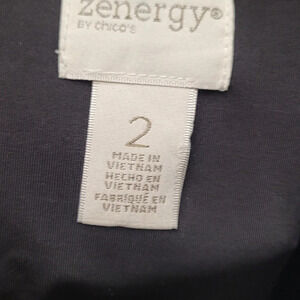 zenergy®
BY chico's
2
MADE IN
VIETNAM
HECHO EN
VIETNAM
FABRIQUÉ EN
VIETNAM